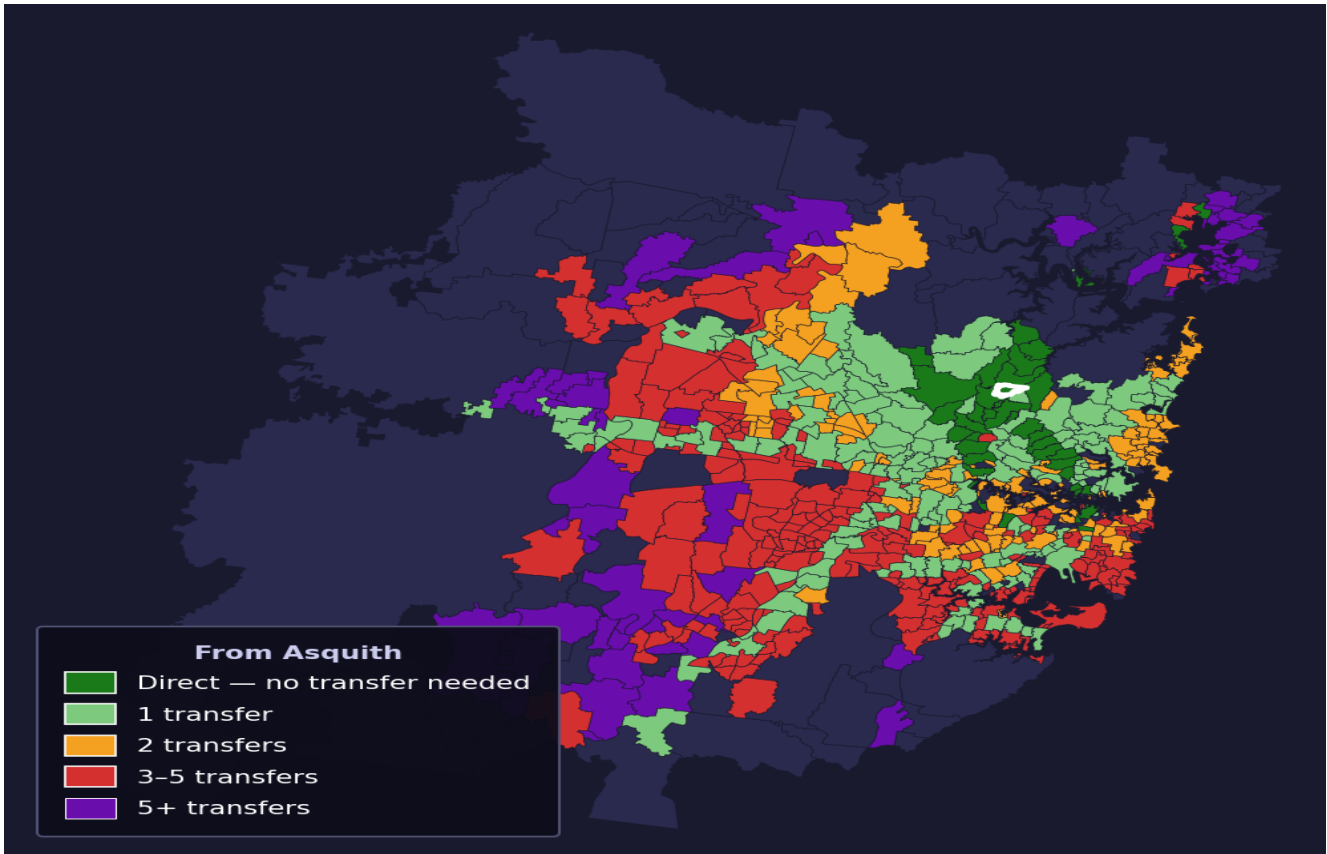 From Asquith
Direct — no transfer needed
1 transfer
2 transfers
3–5 transfers
5+ transfers